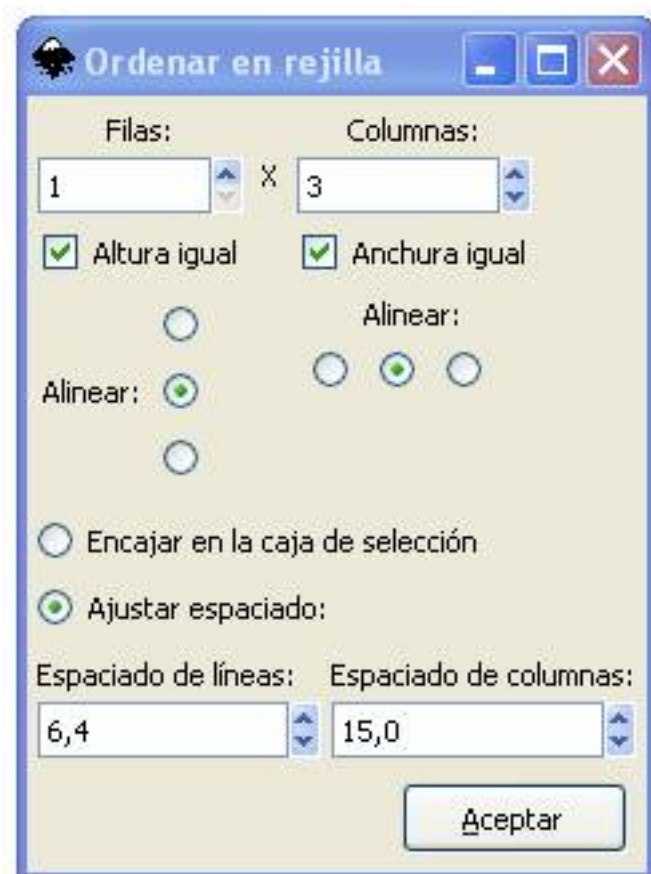 Ordenar en rejilla
Filas: Columnas:
1 X 3
Altura igual Anchura igual
Alinear:
Alinear:
Encajar en la caja de selección
Ajustar espaciado:
Espaciado de líneas: Espaciado de columnas:
6,4 15,0
Aceptar